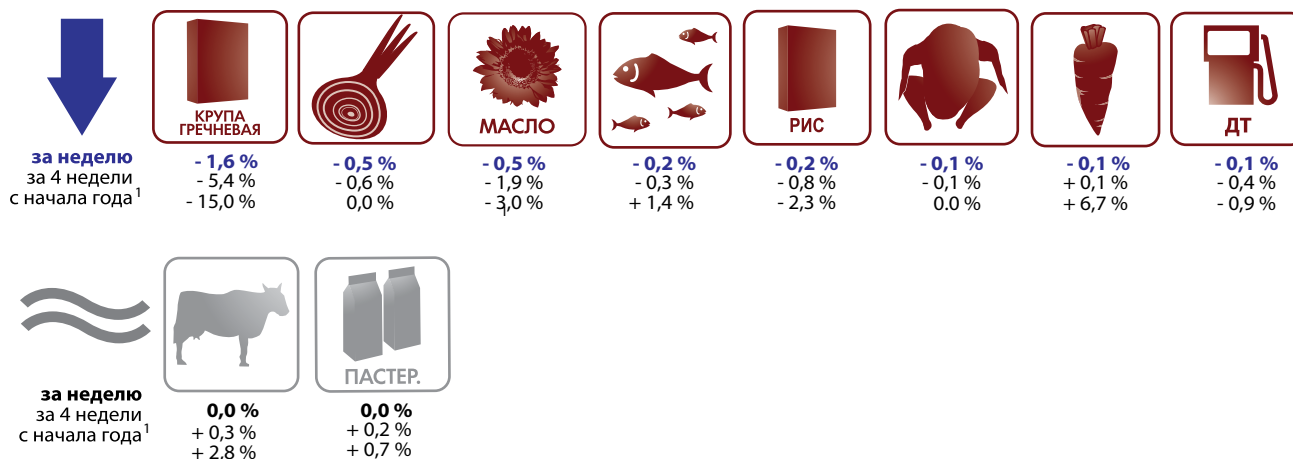 КРУПА
ГРЕЧНЕВАЯ
МАСЛО
РИС
ДТ
за неделю - 1,6 % - 0,5 % - 0,5 % - 0,2 % - 0,2 % - 0,1 % - 0,1 % - 0,1 %
за 4 недели - 5,4 % - 0,6 % - 1,9 % - 0,3 % - 0,8 % - 0,1 % + 0,1 % - 0,4 %
с начала года¹ - 15,0 % 0,0 % - 3,0 % + 1,4 % - 2,3 % 0.0 % + 6,7 % - 0,9 %
ПАСТЕР.
за неделю 0,0 % 0,0 %
за 4 недели + 0,3 % + 0,2 %
с начала года¹ + 2,8 % + 0,7 %